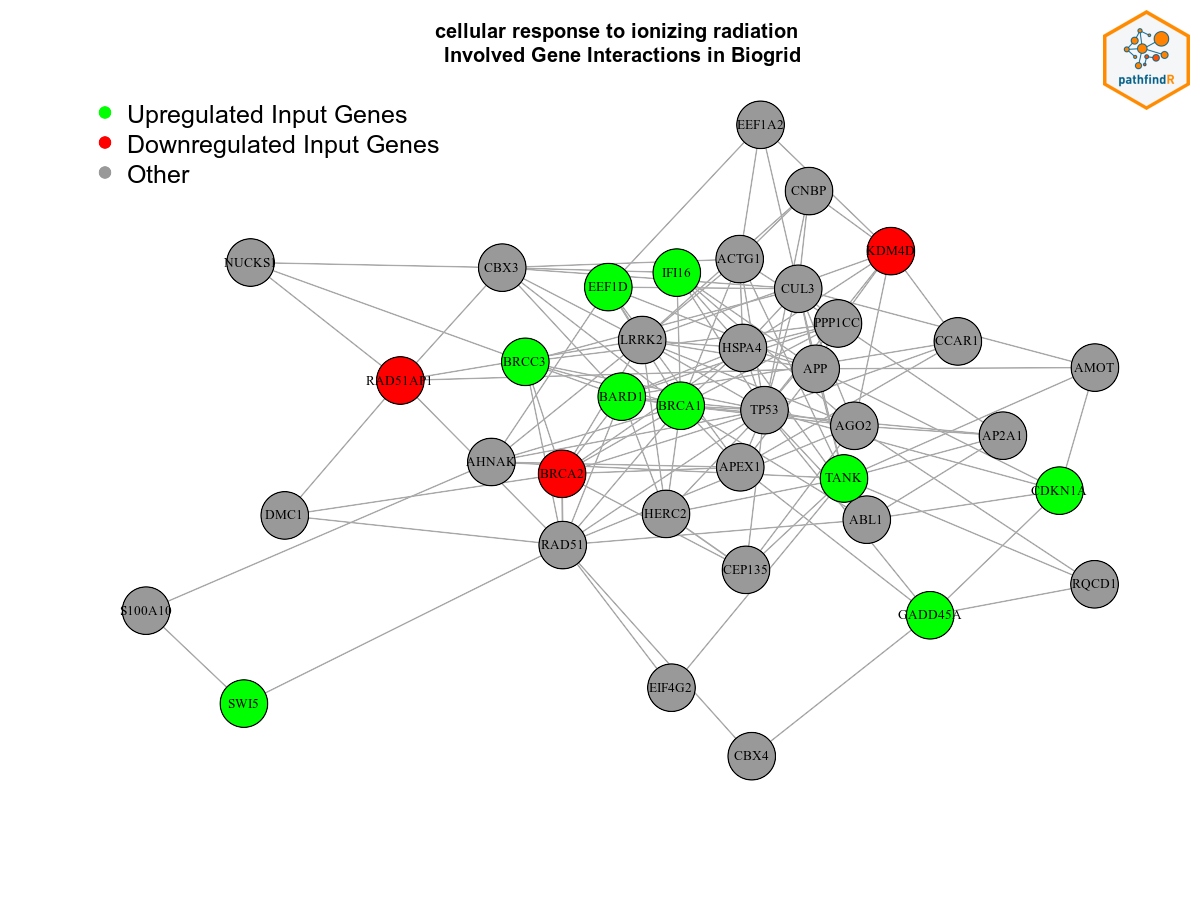 cellular response to ionizing radiation
Involved Gene Interactions in Biogrid
pathfindR
Upregulated Input Genes
Downregulated Input Genes
Other
EEF1A2
CNBP
KDM4D
ACTG1
NUCKS1
CBX3
IFI16
EEF1D
CUL3
PPP1CC
LRRK2
HSPA4
CCAR1
BRCC3
APP
AMOT
RAD51AP1
BARD1
BRCA1
TP53
AGO2
AP2A1
AHNAK
BRCA2
APEX1
TANK
CDKN1A
DMC1
HERC2
ABL1
RAD51
CEP135
RQCD1
S100A10
GADD45A
EIF4G2
SWI5
CBX4